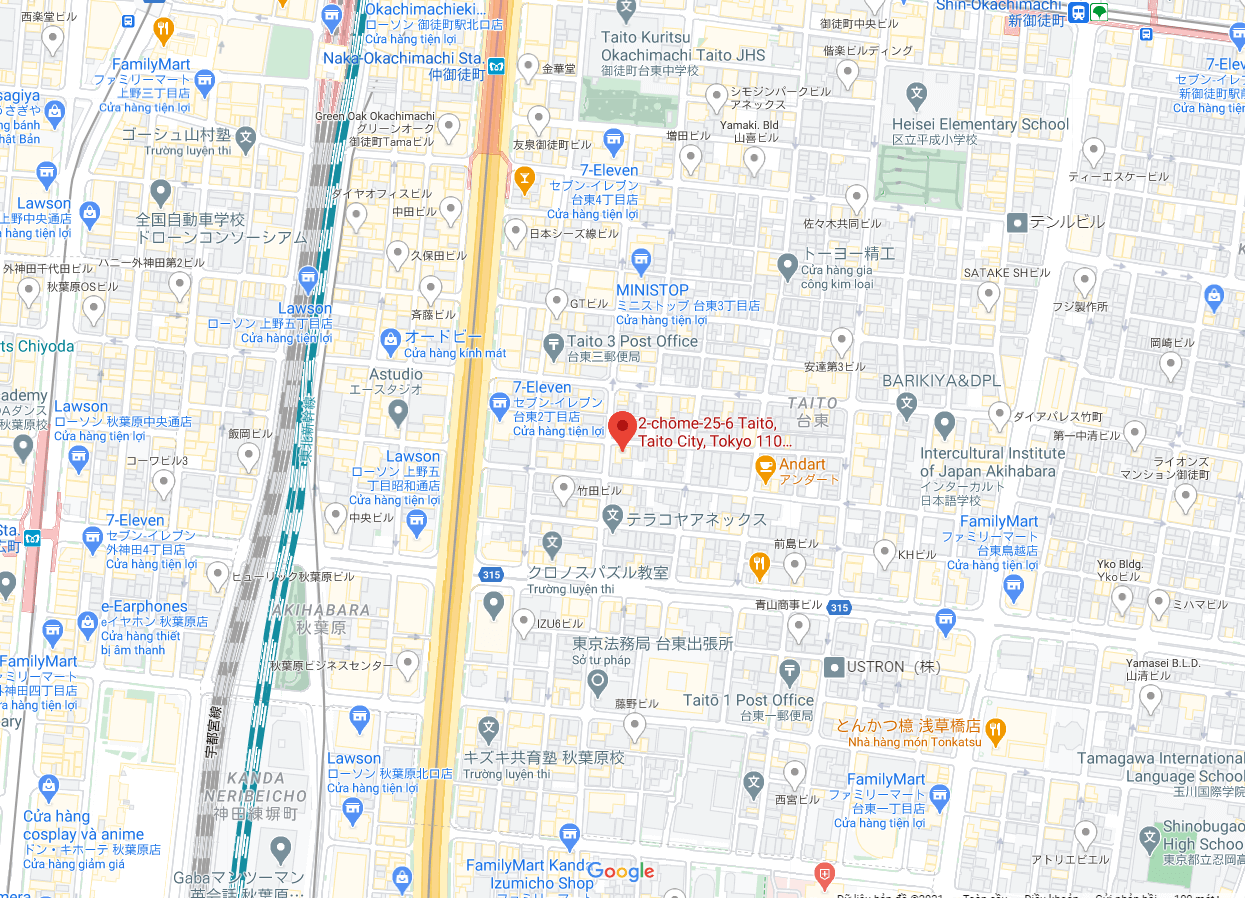 西楽堂ビル
Okachimachieki...
ローソン 御徒町駅北口店
Cửa hàng tiện lợi
Naka-Okachimachi Sta.
仲御徒町
金華堂
Taito Kuritsu
Okachimachi Taito JHS
御徒町台東中学校
御徒町中央ビル
偕楽ビルディング
Shin-Okachimachi
新御徒町
7-Elev
セブン-イレ
新御徒町駅前
Cửa hàng tiện
FamilyMart
ファミリーマート
上野三丁目店
Cửa hàng tiện lợi
sagiya
うさぎや
ng bánh
hật Bản
ゴーシュ山村塾
Trường luyện thi
Green Oak Okachimachi
グリーンオーク
御徒町Tamaビル
友泉御徒町ビル
シモジンパークビル
アネックス
増田ビル
Yamaki. Bld
山喜ビル
Heisei Elementary School
区立平成小学校
ティーエスケービル
7-Eleven
セブン-イレブン
台東4丁目店
Cửa hàng tiện lợi
Lawson
上野中央通店
Cửa hàng tiện lợi
全国自動車学校
ドローンコンソーシアム
ダイヤオフィスビル
中田ビル
日本シーズ線ビル
佐々木共同ビル
テンルビル
久保田ビル
外神田千代田ビル
ハニー外神田第2ビル
秋葉原OSビル
トーヨー精工
Cửa hàng gia
công kim loại
SATAKE SHビル
フジ製作所
MINISTOP
ミニストップ 台東3丁目店
Cửa hàng tiện lợi
GTビル
斉藤ビル
Lawson
ローソン 上野五丁目店
Cửa hàng tiện lợi
オードビー
Cửa hàng kính mát
Taito 3 Post Office
台東三郵便局
安達第3ビル
岡崎ビル
rts Chiyoda
Astudio
エースタジオ
BARIKIYA&DPL
7-Eleven
セブン-イレブン
台東2丁目店
Cửa hàng tiện lợi
TAITO
台東
ダイアパレス竹町
第一中清ビル
cademy
OAダンス
秋葉原校
Lawson
ローソン 秋葉原中央通店
Cửa hàng tiện lợi
飯岡ビル
コーワビル3
東北新幹線
2-chōme-25-6 Taitō,
Taito City, Tokyo 110...
Intercultural Institute
of Japan Akihabara
インターカルト
日本語学校
ライオンズ
マンション御徒町
Lawson
ローソン 上野五
丁目昭和通店
Cửa hàng tiện lợi
Andart
アンダート
竹田ビル
中央ビル
テラコヤアネックス
Sta.
広町
7-Eleven
セブン-イレブン
外神田4丁目店
Cửa hàng tiện lợi
FamilyMart
ファミリーマート
台東鳥越店
Cửa hàng tiện lợi
前島ビル
KHビル
Yko Bldg.
Ykoビル
ヒューリック秋葉原ビル
315
クロノスパズル教室
Trường luyện thi
青山商事ビル
315
ミハマビル
e-Earphones
eイヤホン 秋葉原店
Cửa hàng thiết
bị âm thanh
AKIHABARA
秋葉原
IZU6ビル
東京法務局 台東出張所
Sở tư pháp
USTRON（株）
Yamasei B.L.D.
山清ビル
FamilyMart
ァミリーマート
外神田四丁目店
a hàng tiện lợi
秋葉原ビジネスセンター
藤野ビル
Taitō 1 Post Office
台東一郵便局
ary
宇都宮線
とんかつ檍 浅草橋店
Nhà hàng món Tonkatsu
キズキ共育塾 秋葉原校
Trường luyện thi
Lawson
ローソン 秋葉原北口店
Cửa hàng tiện lợi
KANDA
NERIBEICHO
神田練塀町
西宮ビル
FamilyMart
ファミリーマート
台東一丁目店
Cửa hàng tiện lợi
Tamagawa International
Language School
玉川国際学院
Cửa hàng
cosplay và anime
ドン・キホーテ 秋葉原店
Cửa hàng giảm giá
アトリエビエル
Shinobugao
High Schoo
東京都立忍岡高
Gabaマンツーマン
英会話 秋葉原…
FamilyMart Kanda
Izumicho Shop
Google